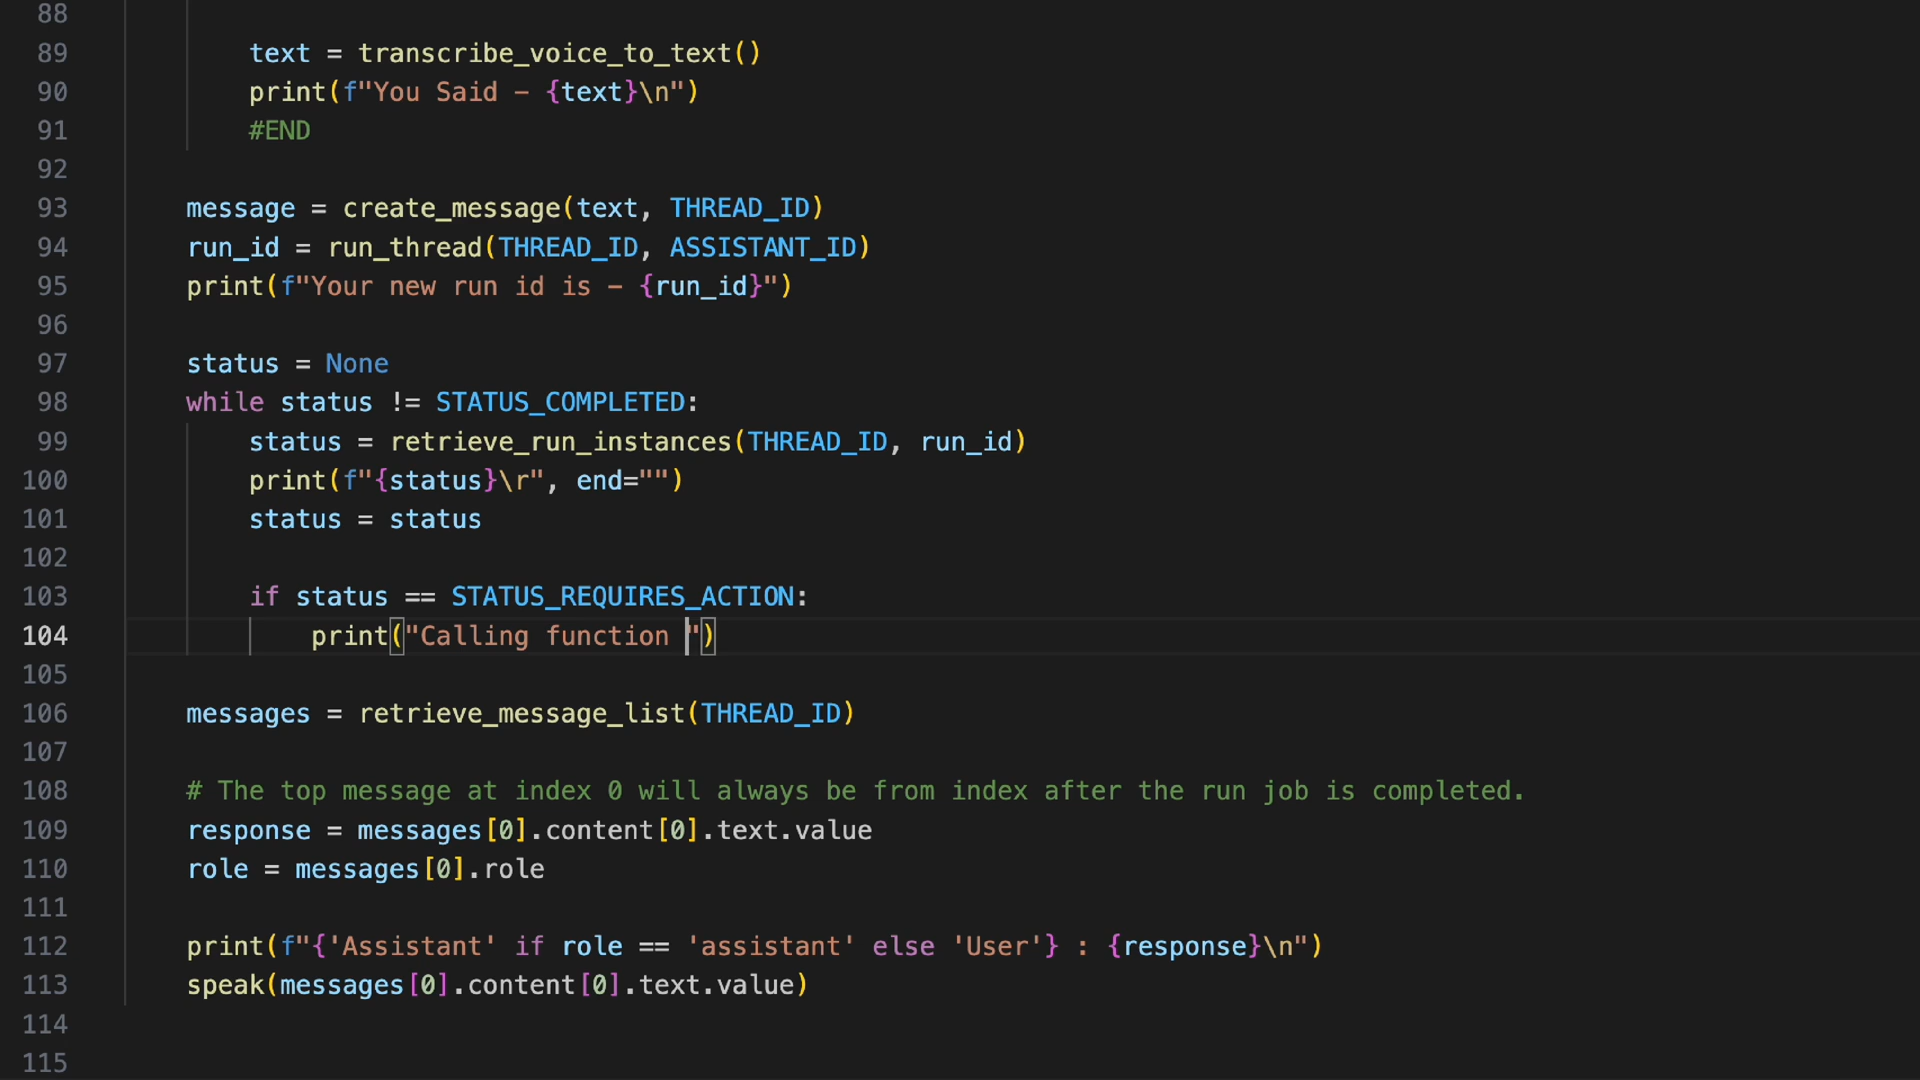 88
89 text = transcribe_voice_to_text()
90 print(f"You Said - {text}\n")
91 #END
92
93 message = create_message(text, THREAD_ID)
94 run_id = run_thread(THREAD_ID, ASSISTANT_ID)
95 print(f"Your new run id is - {run_id}")
96
97 status = None
98 while status != STATUS_COMPLETED:
99 status = retrieve_run_instances(THREAD_ID, run_id)
100 print(f"{status}\r", end="")
101 status = status
102
103 if status == STATUS_REQUIRES_ACTION:
104 print("Calling function ")
105
106 messages = retrieve_message_list(THREAD_ID)
107
108 # The top message at index 0 will always be from index after the run job is completed.
109 response = messages[0].content[0].text.value
110 role = messages[0].role
111
112 print(f"{'Assistant' if role == 'assistant' else 'User'} : {response}\n")
113 speak(messages[0].content[0].text.value)
114
115